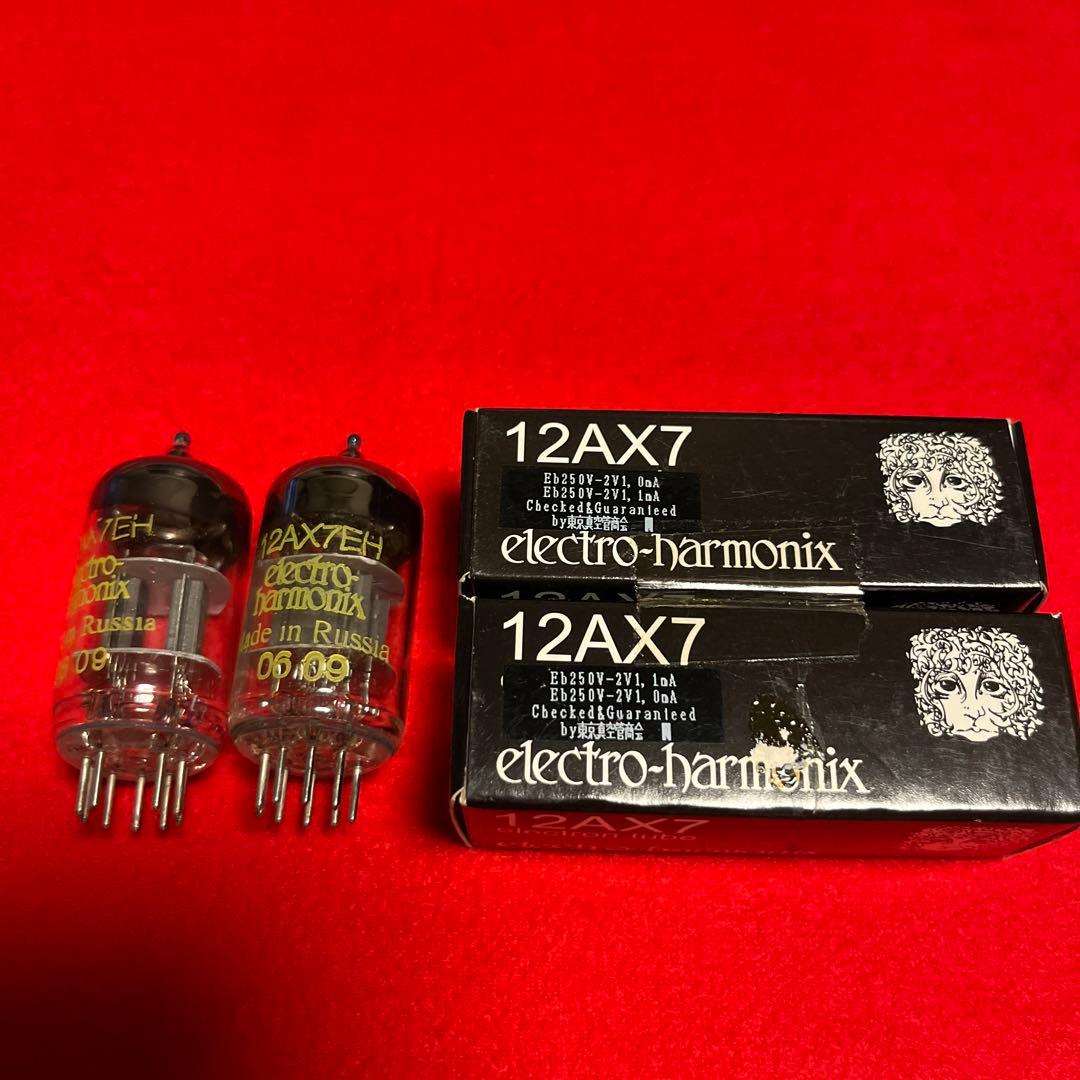 AX7EH
ctro-
monix
Russia
09
12AX7EH
electro-
harmonix
Made in Russia
06 09
12AX7
Eb250V-2V1, 0mA
Eb250V-2V1, 1mA
Checked&Guaranteed
by東京真空管商会
electro-harmonix
12AX7
Eb250V-2V1, 1mA
Eb250V-2V1, 0mA
Checked&Guaranteed
by東京真空管商会
electro-harmonix
12AX7
electron tube
electro-harmonix